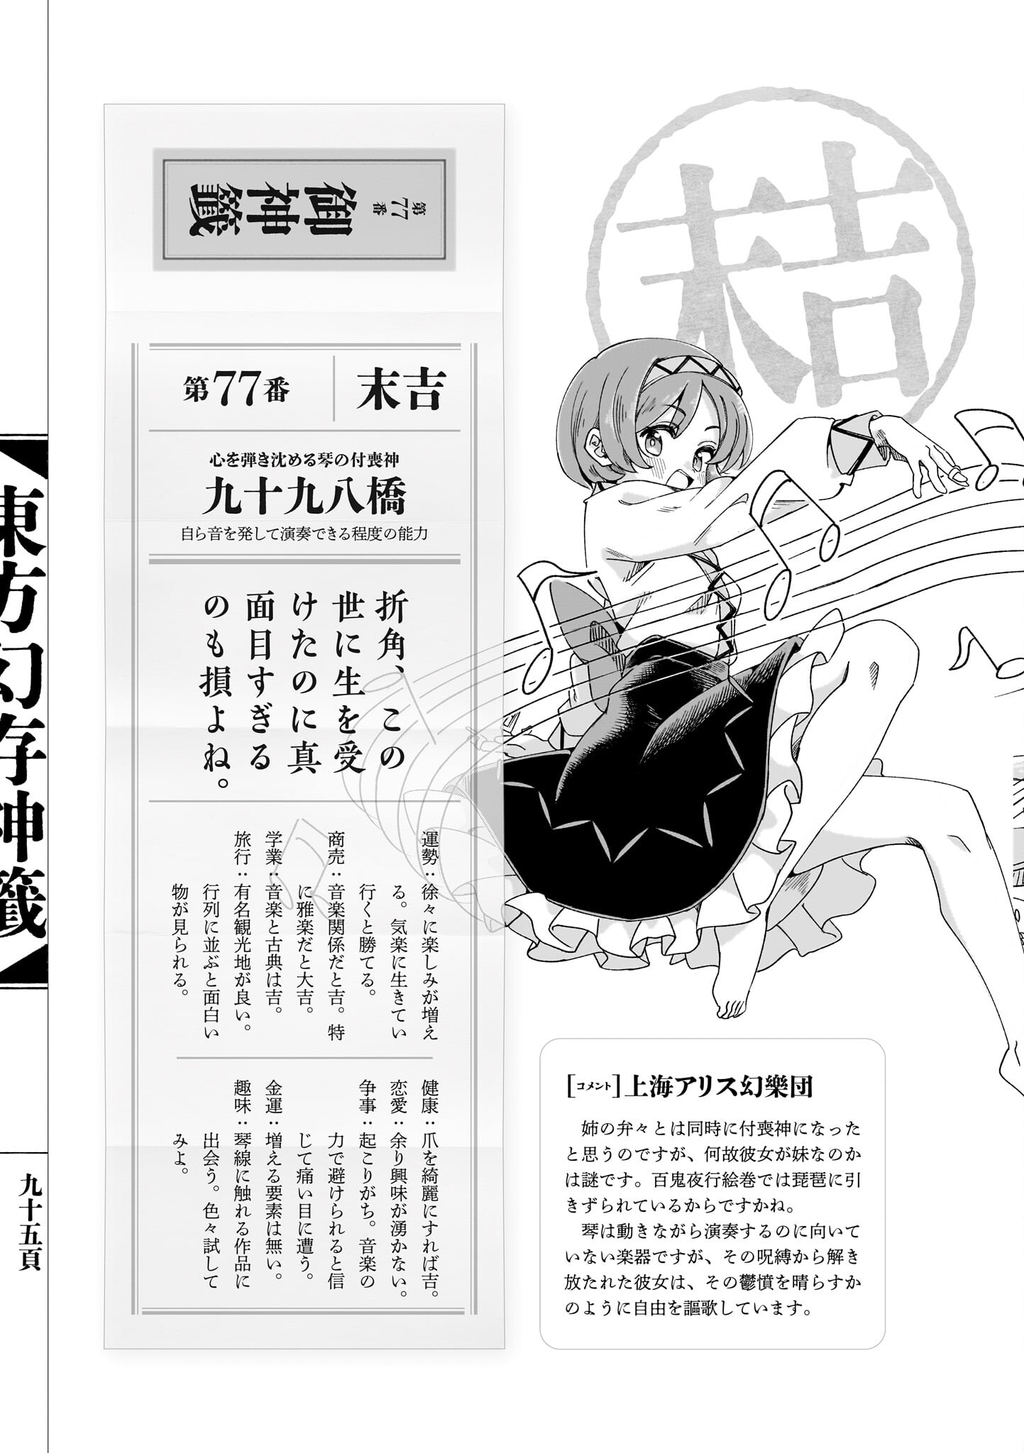 末吉
御神籤
第77番
第77番
末吉
心を弾き沈める琴の付喪神
九十九八橋
自ら音を発して演奏できる程度の能力
折角、この
世に生を受
けたのに真
面目すぎる
のも損よね。
運勢：徐々に楽しみが増え
る。気楽に生きてい
行くと勝てる。
商売：音楽関係だと吉。特
に雅楽だと大吉。
学業：音楽と古典は吉。
旅行：有名観光地が良い。
行列に並ぶと面白い
物が見られる。
健康：爪を綺麗にすれば吉。
恋愛：余り興味が湧かない。
争事：起こりがち。音楽の
力で避けられると信
じて痛い目に遭う。
金運：増える要素は無い。
趣味：琴線に触れる作品に
出会う。色々試して
みよ。
［コメント］上海アリス幻樂団
姉の弁々とは同時に付喪神になった
と思うのですが、何故彼女が妹なのか
は謎です。百鬼夜行絵巻では琵琶に引
きずられているからですかね。
琴は動きながら演奏するのに向いて
いない楽器ですが、その呪縛から解き
放たれた彼女は、その鬱憤を晴らすか
のように自由を謳歌しています。
東方幻存神籤
九十五頁